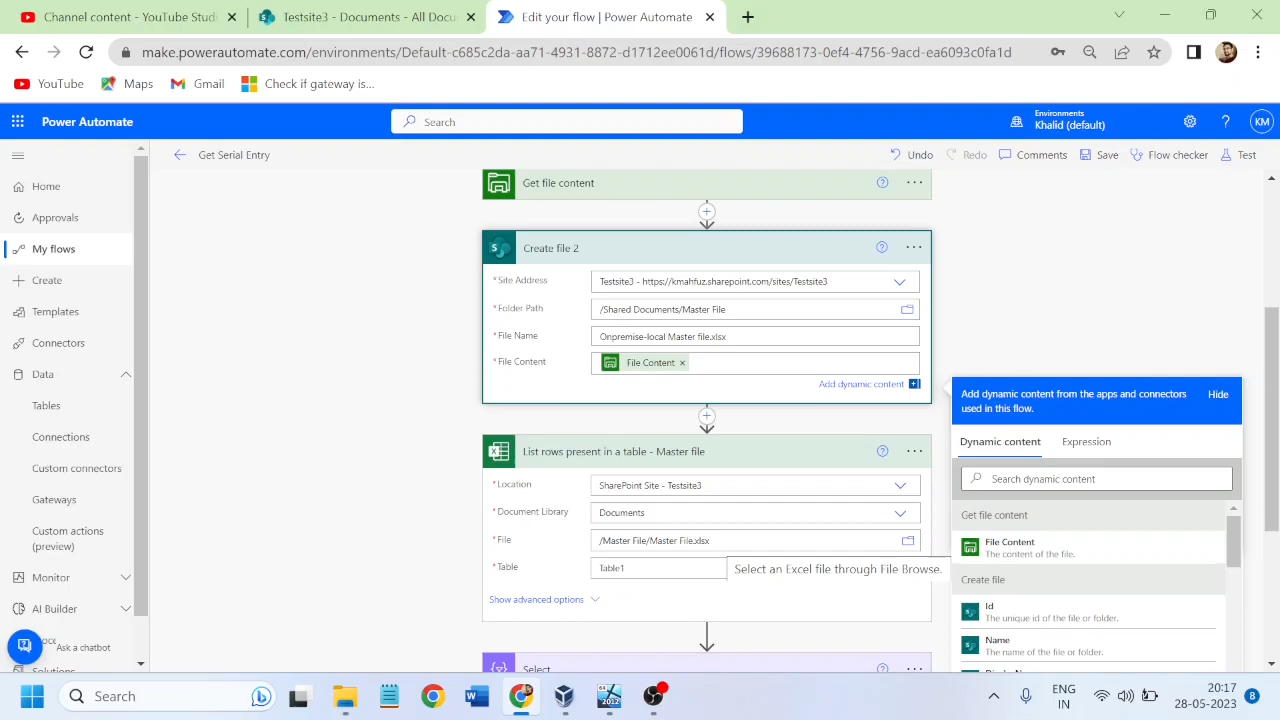 Channel content - YouTube Studi
Testsite3 - Documents - All Docu
Edit your flow | Power Automate
make.powerautomate.com/environments/Default-c685c2da-aa71-4931-8872-d1712ee0061d/flows/39688173-0ef4-4756-9acd-ea6093c0fa1d
YouTube
Maps
Gmail
Check if gateway is...
Power Automate
Search
Environments
Khalid (default)
KM
Get Serial Entry
Undo
Redo
Comments
Save
Flow checker
Test
Home
Approvals
My flows
Create
Templates
Connectors
Data
Tables
Connections
Custom connectors
Gateways
Custom actions
(preview)
Monitor
AI Builder
Ask a chatbot
Solutions
Get file content
Create file 2
* Site Address
Testsite3 - https://kmahfuz.sharepoint.com/sites/Testsite3
* Folder Path
/Shared Documents/Master File
* File Name
Onpremise-local Master file.xlsx
* File Content
File Content
Add dynamic content
List rows present in a table - Master file
* Location
SharePoint Site - Testsite3
* Document Library
Documents
* File
/Master File/Master File.xlsx
* Table
Table1
Select an Excel file through File Browse.
Show advanced options
Select
Add dynamic content from the apps and connectors
used in this flow.
Hide
Dynamic content
Expression
Search dynamic content
Get file content
File Content
The content of the file.
Create file
Id
The unique id of the file or folder.
Name
The name of the file or folder.
Search
64
2012
ENG
IN
20:17
28-05-2023
8